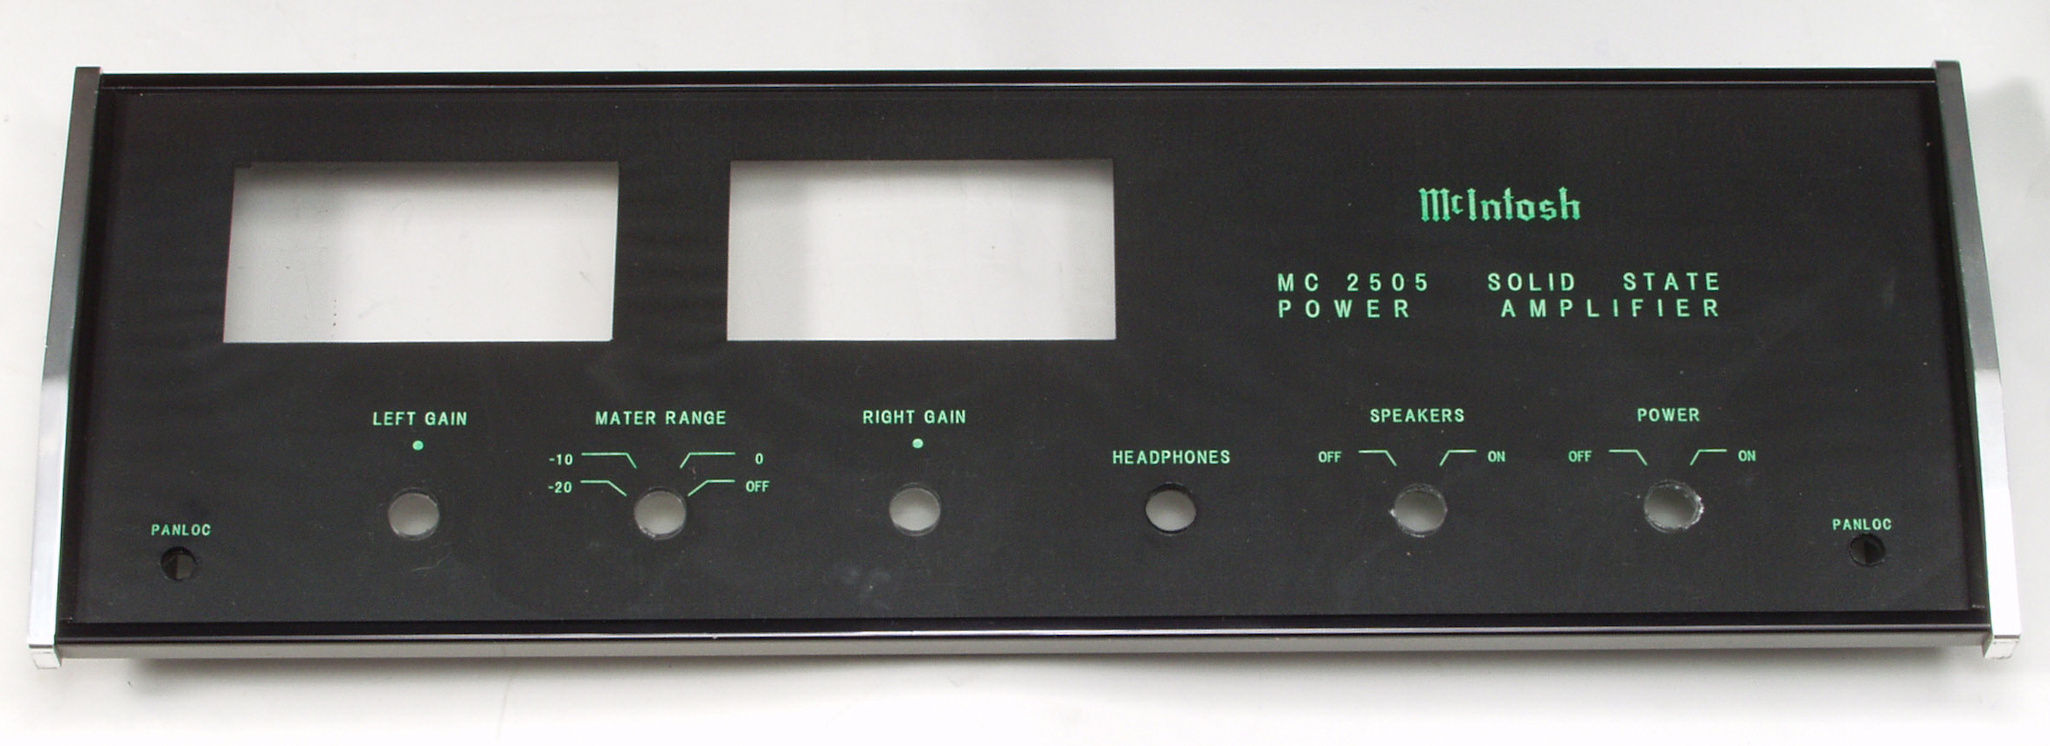 McIntosh
MC 2505 SOLID STATE
POWER AMPLIFIER
LEFT GAIN
MATER RANGE
RIGHT GAIN
SPEAKERS
POWER
-10 0
-20 OFF
HEADPHONES
OFF ON
OFF ON
PANLOC
PANLOC